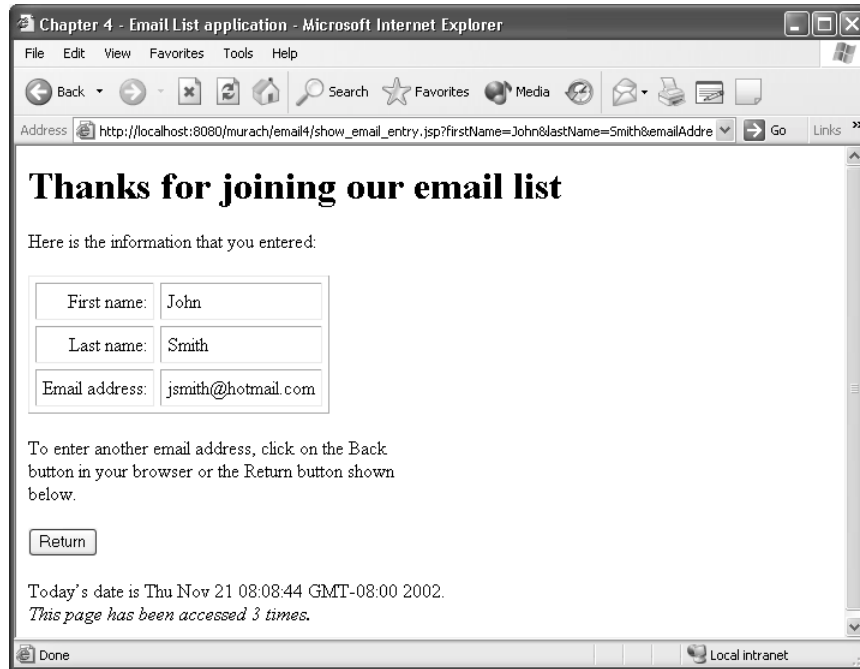 Chapter 4 - Email List application - Microsoft Internet Explorer
File Edit View Favorites Tools Help
Back Search Favorites Media
Address http://localhost:8080/murach/email4/show_email_entry.jsp?firstName=John&lastName=Smith&emailAddre Go Links »
Thanks for joining our email list
Here is the information that you entered:
First name: John
Last name: Smith
Email address: jsmith@hotmail.com
To enter another email address, click on the Back
button in your browser or the Return button shown
below.
Return
Today's date is Thu Nov 21 08:08:44 GMT-08:00 2002.
This page has been accessed 3 times.
Done Local intranet